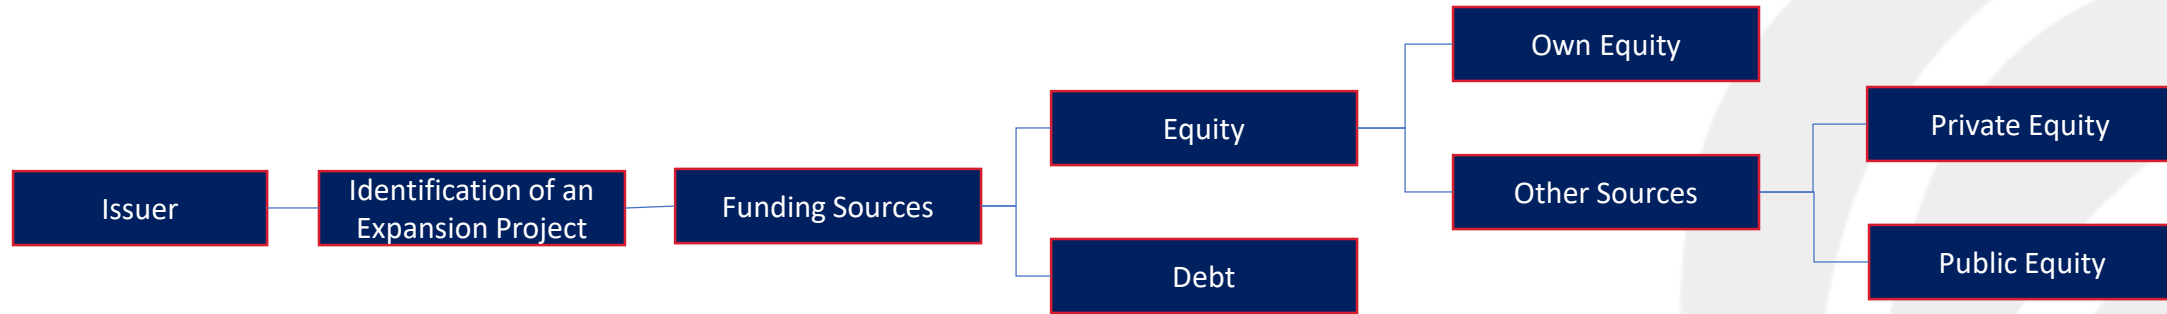 Issuer
Identification of an
Expansion Project
Funding Sources
Equity
Debt
Own Equity
Other Sources
Private Equity
Public Equity